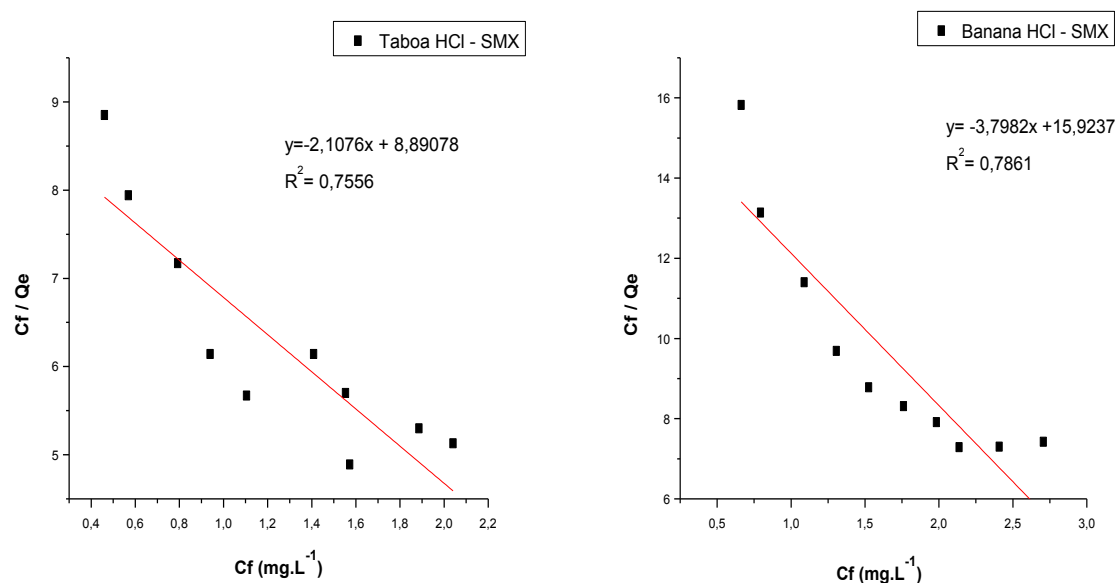 Taboa HCl - SMX
y=-2,1076x + 8,89078
R² = 0,7556
9
8
7
6
5
Cf / Qe
0,4 0,6 0,8 1,0 1,2 1,4 1,6 1,8 2,0 2,2
Cf (mg.L⁻¹)
Banana HCl - SMX
y= -3,7982x +15,9237
R² = 0,7861
16
14
12
10
8
6
Cf / Qe
0,5 1,0 1,5 2,0 2,5 3,0
Cf (mg.L⁻¹)